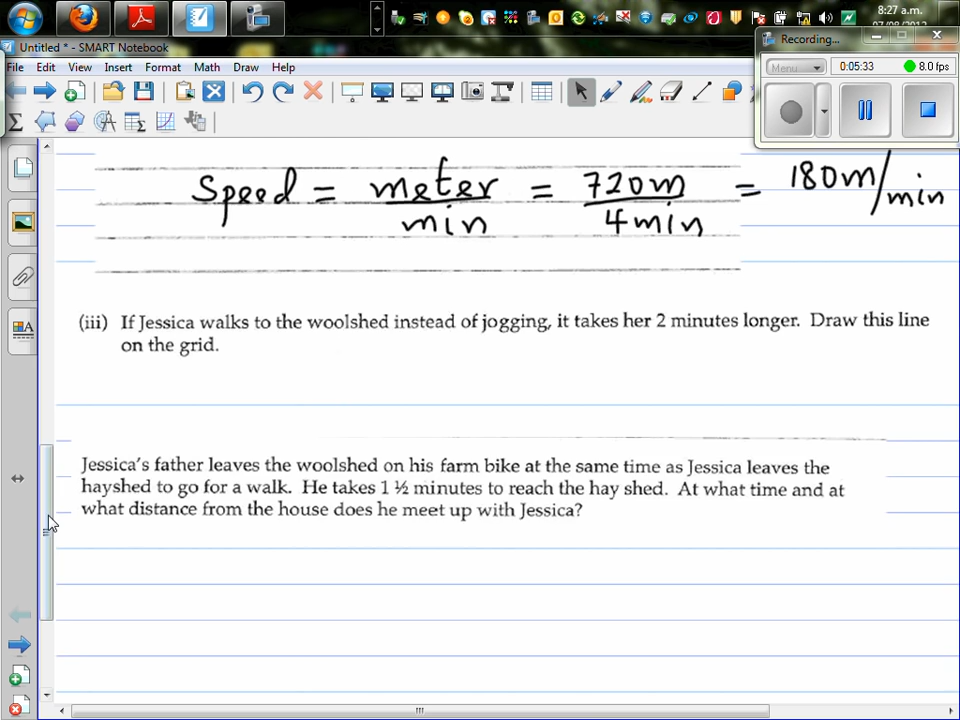 8:27 a.m.
Untitled * - SMART Notebook
Recording...
File Edit View Insert Format Math Draw Help
Menu 0:05:33 8.0 fps
Speed = meter/min = 720m/4min = 180m/min
(iii) If Jessica walks to the woolshed instead of jogging, it takes her 2 minutes longer. Draw this line
on the grid.
Jessica's father leaves the woolshed on his farm bike at the same time as Jessica leaves the
hayshed to go for a walk. He takes 1 ½ minutes to reach the hay shed. At what time and at
what distance from the house does he meet up with Jessica?